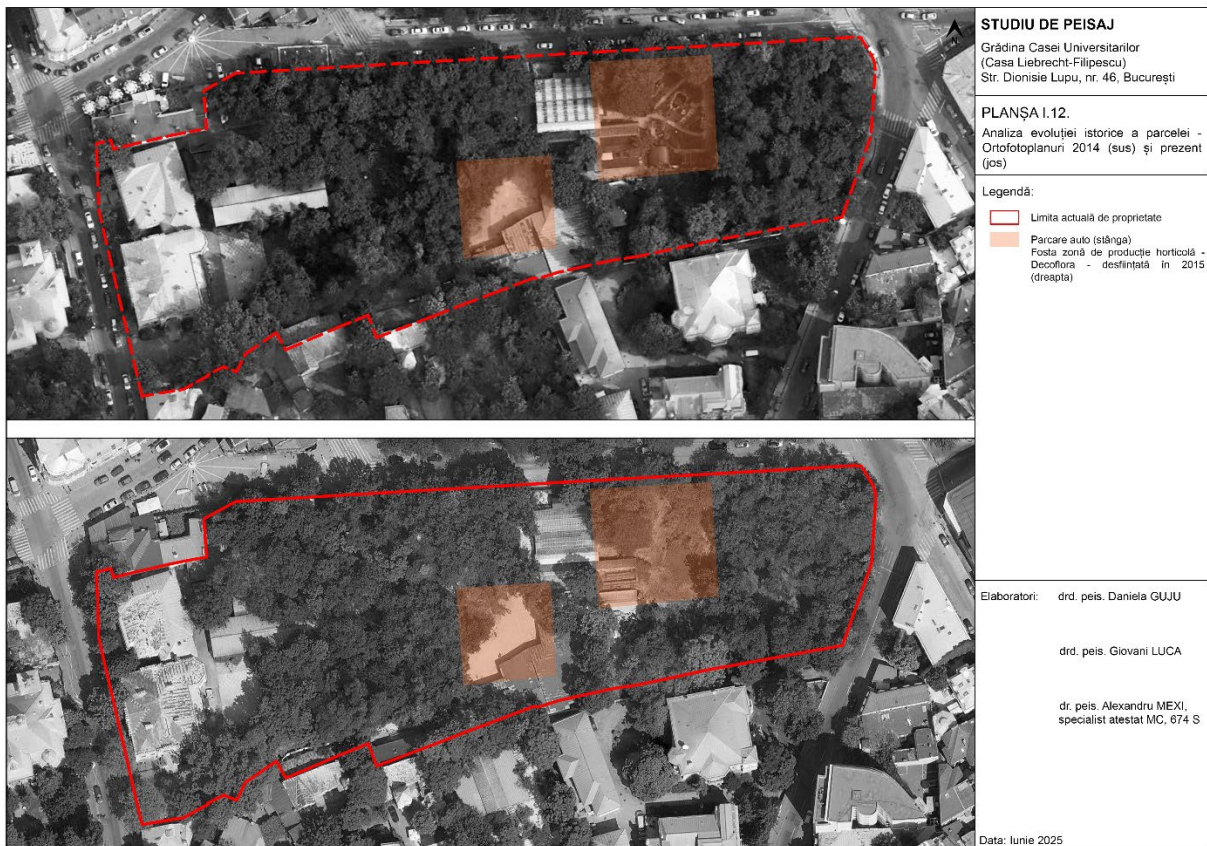 STUDIU DE PEISAJ
Grădina Casei Universitarilor
(Casa Liebrecht-Filipescu)
Str. Dionisie Lupu, nr. 46, București
PLANȘA I.12.
Analiza evoluției istorice a parcelei -
Ortofotoplanuri 2014 (sus) și prezent
(jos)
Legendă:
Limita actuală de proprietate
Parcare auto (stânga)
Fosta zonă de producție horticolă -
Decoflora - desființată în 2015
(dreapta)
Elaboratori: drd. peis. Daniela GUJU
drd. peis. Giovani LUCA
dr. peis. Alexandru MEXI,
specialist atestat MC, 674 S
Data: Iunie 2025
N